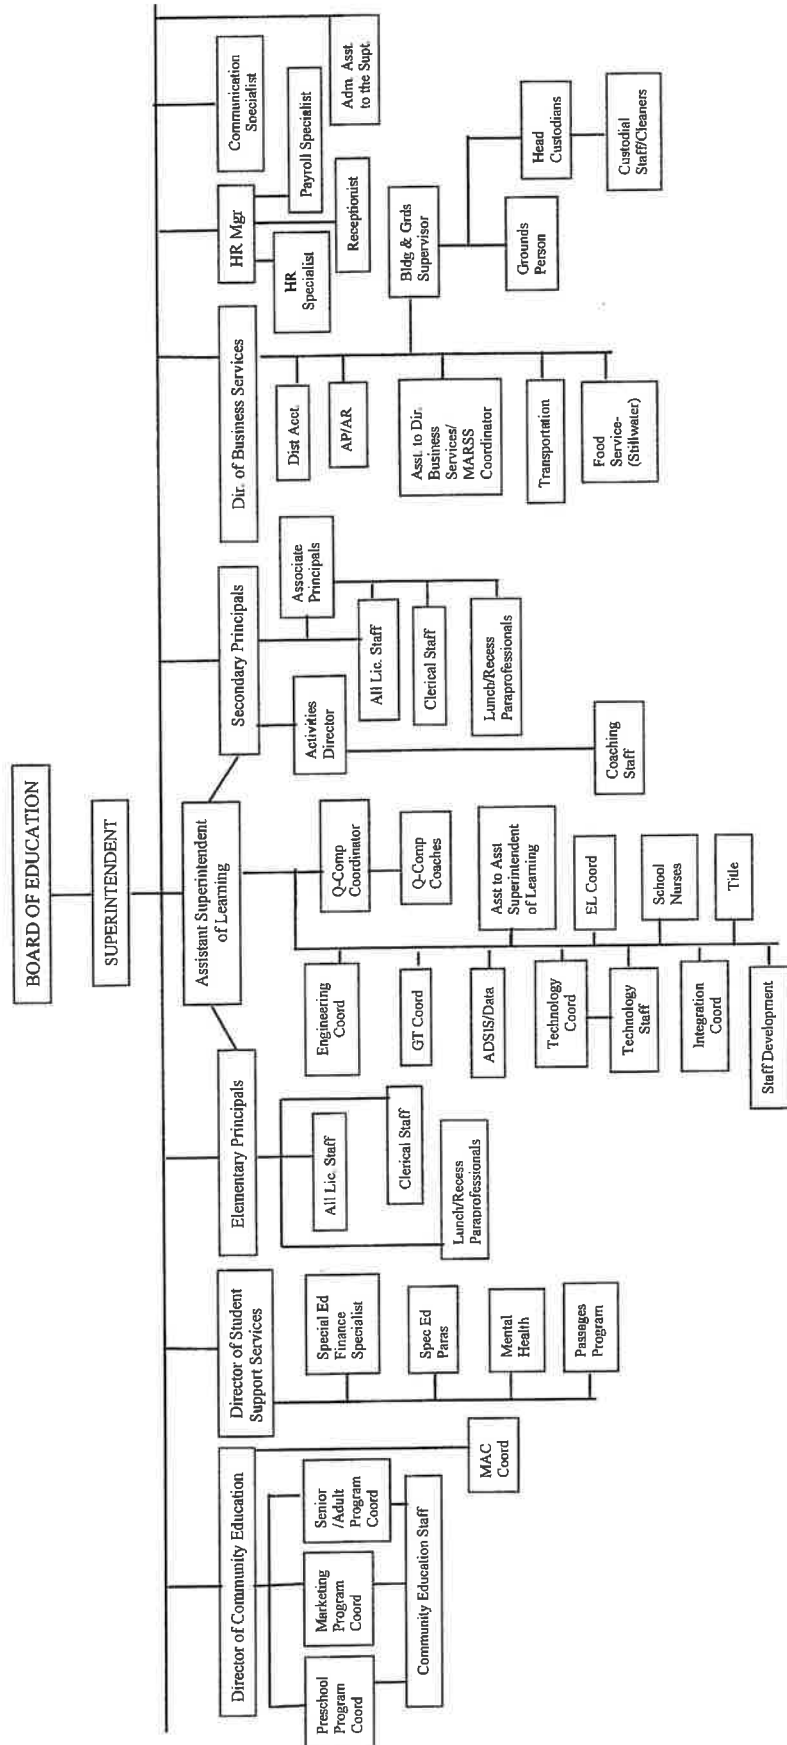 BOARD OF EDUCATION
SUPERINTENDENT
Director of Community Education
Preschool
Program
Coord
Marketing
Program
Coord
Senior
/Adult
Program
Coord
Community Education Staff
MAC
Coord
Director of Student
Support Services
Special Ed
Finance
Specialist
Spec Ed
Paras
Mental
Health
Passages
Program
Elementary Principals
All Lic. Staff
Clerical Staff
Lunch/Recess
Paraprofessionals
Assistant Superintendent
of Learning
Engineering
Coord
GT Coord
ADSIS/Data
Technology
Coord
Technology
Staff
Integration
Coord
Staff Development
Q-Comp
Coordinator
Q-Comp
Coaches
Asst to Asst
Superintendent
of Learning
EL Coord
School
Nurses
Title
Secondary Principals
Activities
Director
Coaching
Staff
Associate
Principals
All Lic. Staff
Clerical Staff
Lunch/Recess
Paraprofessionals
Dir. of Business Services
Dist Acct.
AP/AR
Asst. to Dir.
Business
Services/
MARSS
Coordinator
Transportation
Food
Service-
(Stillwater)
Bldg & Grds
Supervisor
Grounds
Person
Head
Custodians
Custodial
Staff/Cleaners
HR Mgr
HR
Specialist
Receptionist
Payroll Specialist
Communication
Specialist
Adm. Asst.
to the Supt.